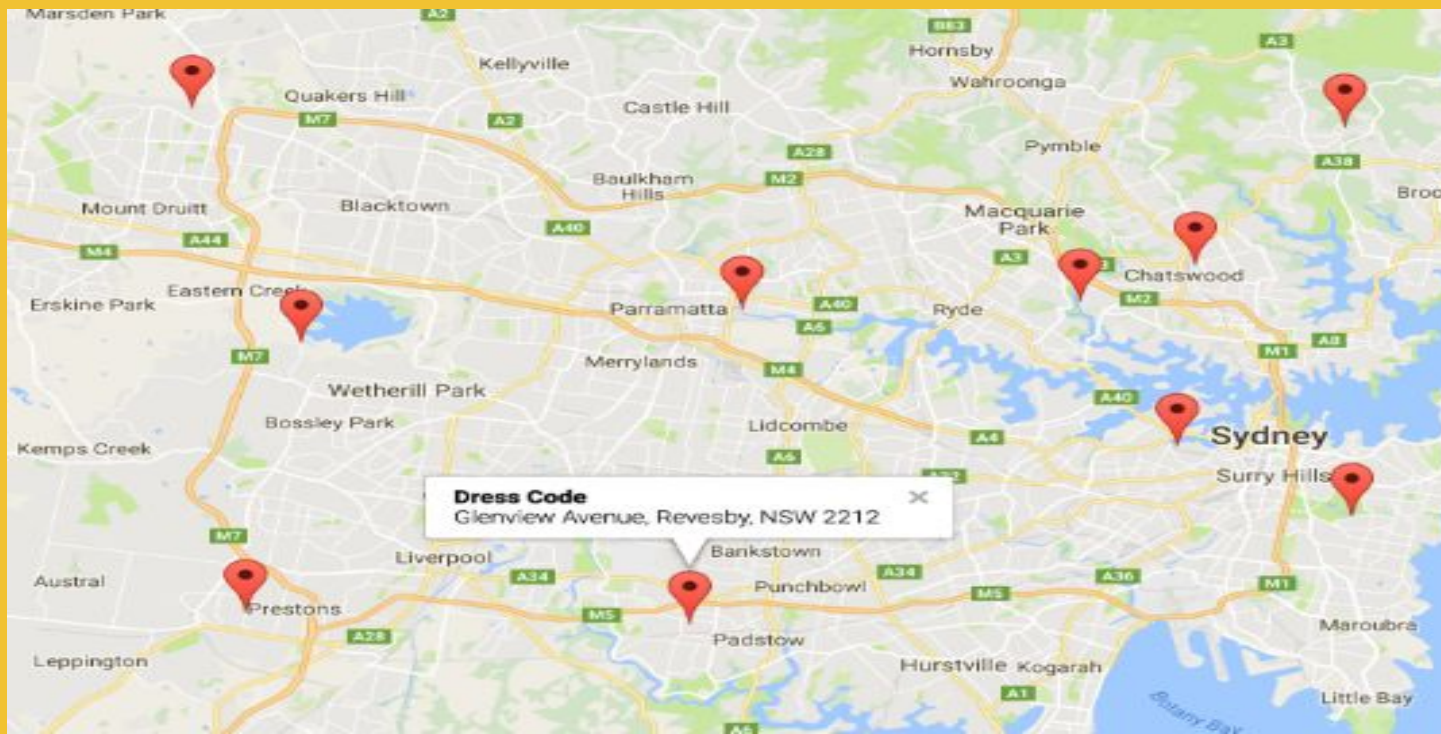 Marsden Park
A2
B83
Hornsby
A3
Kellyville
Wahroonga
Quakers Hill
Castle Hill
M7
A2
Pymble
A28
A38
Baulkham
Hills
M2
Mount Druitt
Blacktown
Macquarie
Park
A40
A44
M4
A3
Chatswood
Eastern Creek
Erskine Park
Parramatta
A40
Ryde
M2
A6
M7
Merrylands
M4
M1
A8
Wetherill Park
A40
Bossley Park
Lidcombe
Sydney
Kemps Creek
A4
A6
Surry Hills
Dress Code
Glenview Avenue, Revesby, NSW 2212
M7
Liverpool
Bankstown
Austral
A34
Punchbowl
A34
A36
M1
Prestons
M5
M5
A28
Padstow
Maroubra
Leppington
Hurstville
Kogarah
A1
Little Bay
Botany Bay
A6